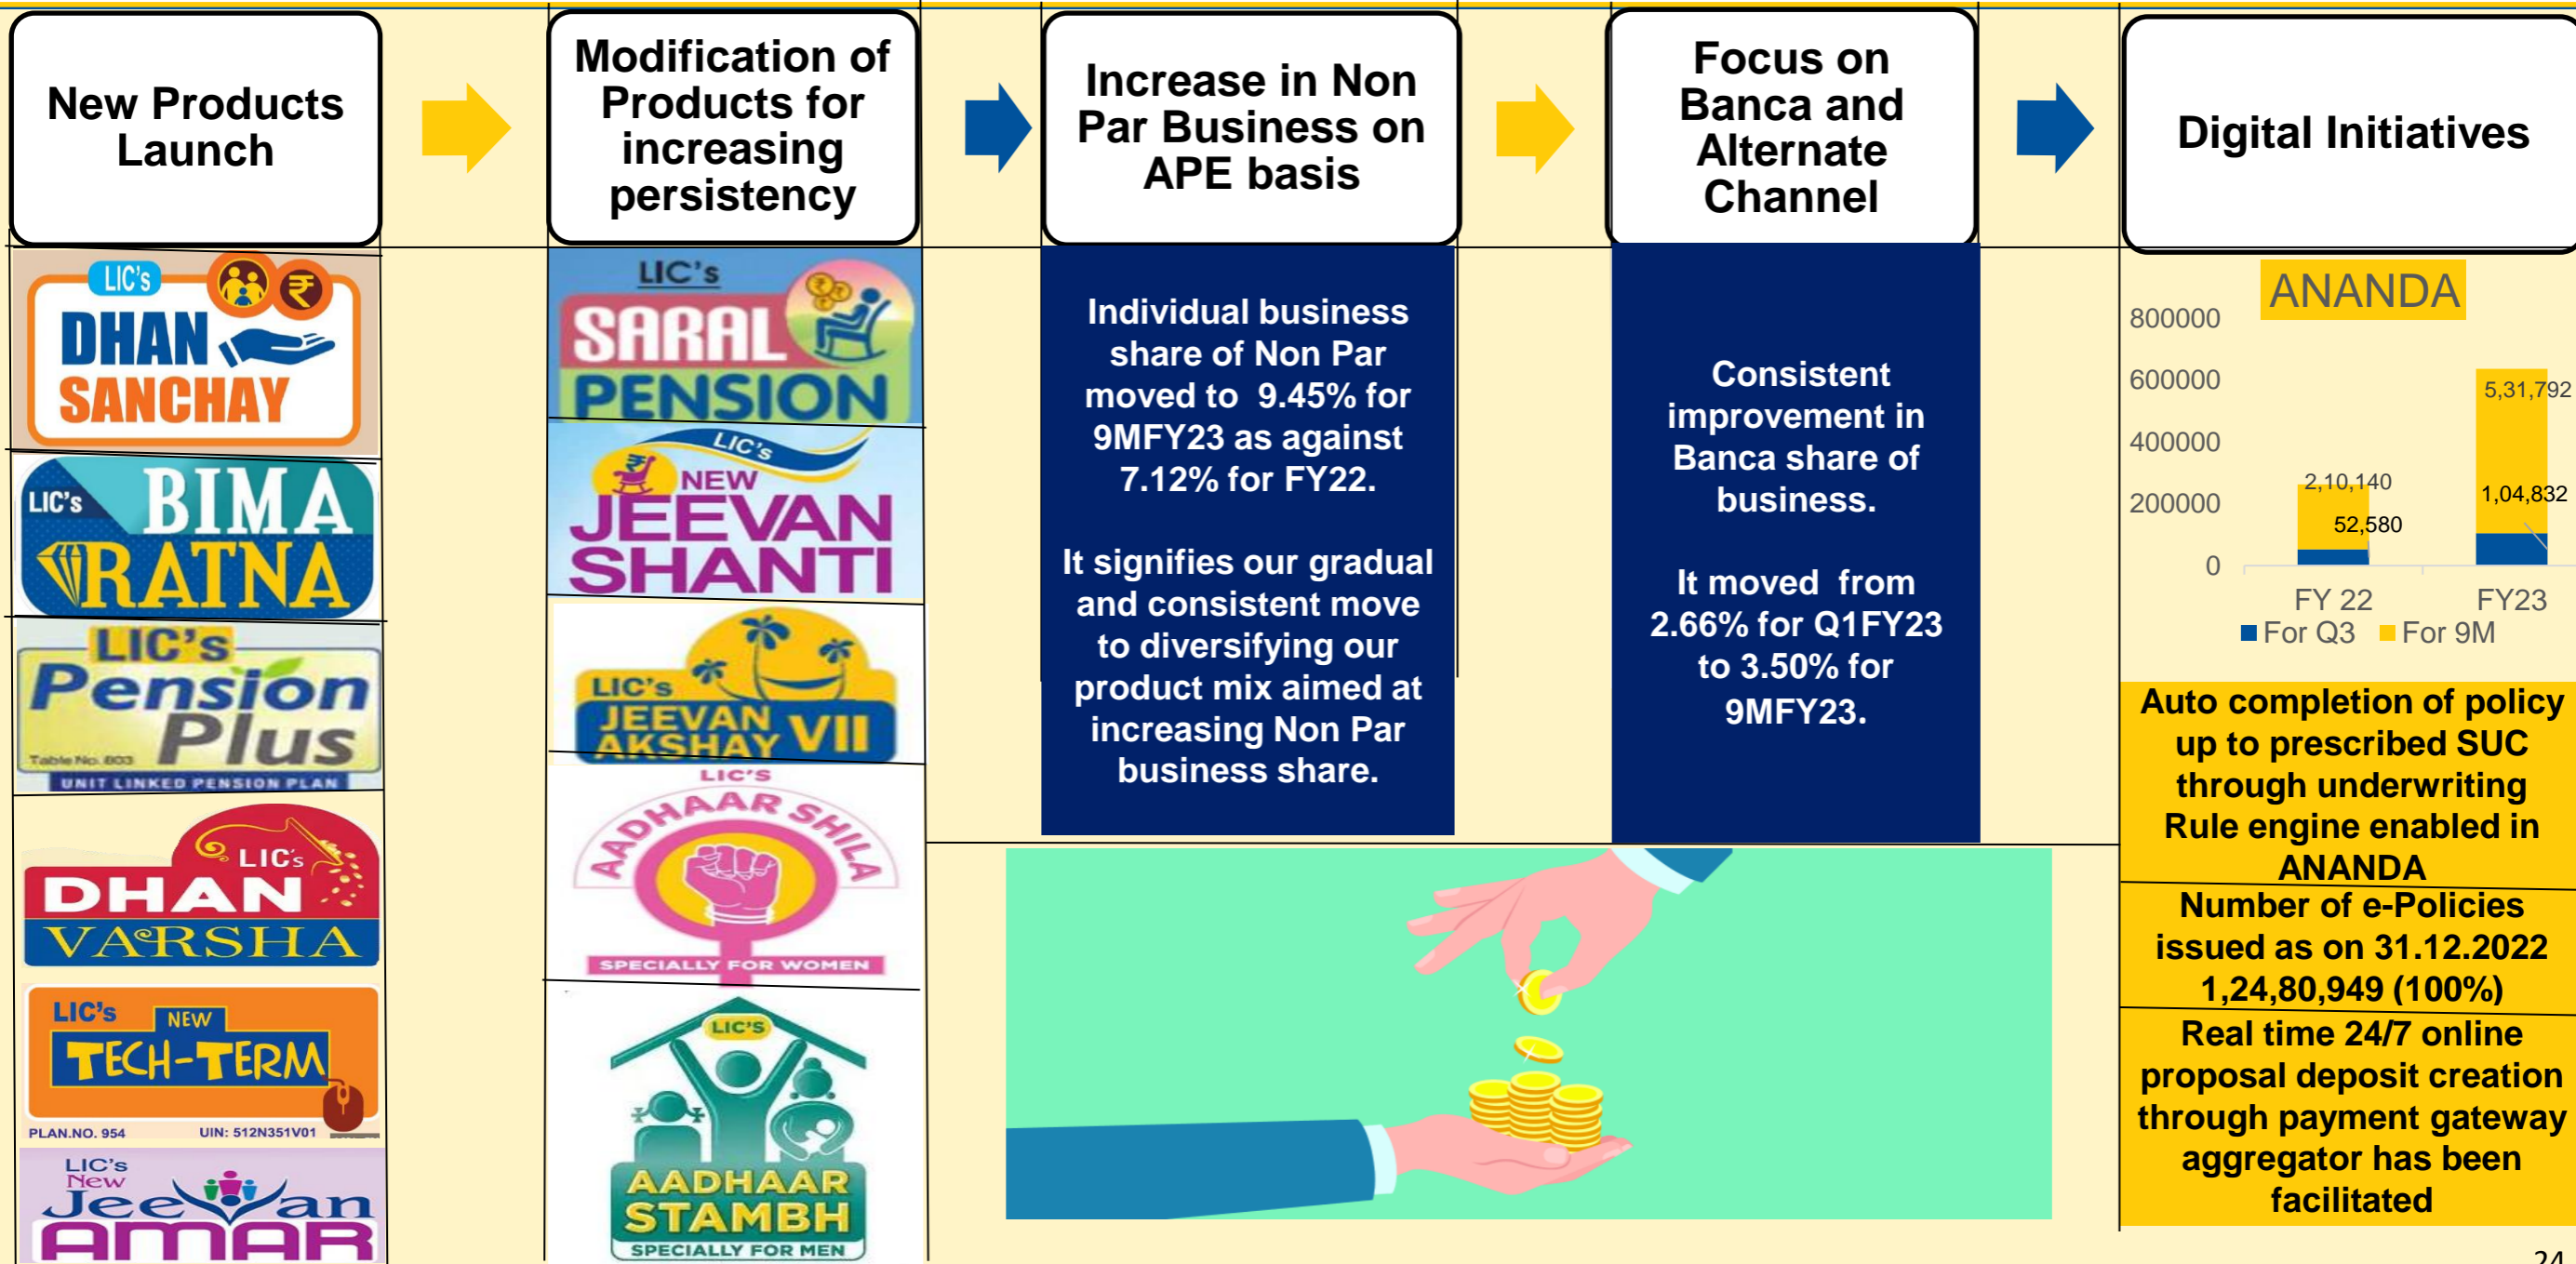 New Products
Launch
Modification of
Products for
increasing
persistency
Increase in Non
Par Business on
APE basis
Focus on
Banca and
Alternate
Channel
Digital Initiatives
LIC's
DHAN
SANCHAY
LIC's
BIMA
RATNA
LIC's
Pension
Plus
Table No. 803
UNIT LINKED PENSION PLAN
LIC's
DHAN
VARSHA
LIC's
NEW
TECH-TERM
PLAN.NO. 954
UIN: 512N351V01
LIC's
New
Jeevan
AMAR
LIC's
SARAL
PENSION
LIC's
NEW
JEEVAN
SHANTI
LIC's
JEEVAN
AKSHAY VII
LIC'S
AADHAAR SHILA
SPECIALLY FOR WOMEN
LIC'S
AADHAAR
STAMBH
SPECIALLY FOR MEN
Individual business
share of Non Par
moved to 9.45% for
9MFY23 as against
7.12% for FY22.
It signifies our gradual
and consistent move
to diversifying our
product mix aimed at
increasing Non Par
business share.
Consistent
improvement in
Banca share of
business.
It moved from
2.66% for Q1FY23
to 3.50% for
9MFY23.
ANANDA
800000
600000
400000
200000
0
5,31,792
2,10,140
1,04,832
52,580
FY 22
FY23
For Q3
For 9M
Auto completion of policy
up to prescribed SUC
through underwriting
Rule engine enabled in
ANANDA
Number of e-Policies
issued as on 31.12.2022
1,24,80,949 (100%)
Real time 24/7 online
proposal deposit creation
through payment gateway
aggregator has been
facilitated
24